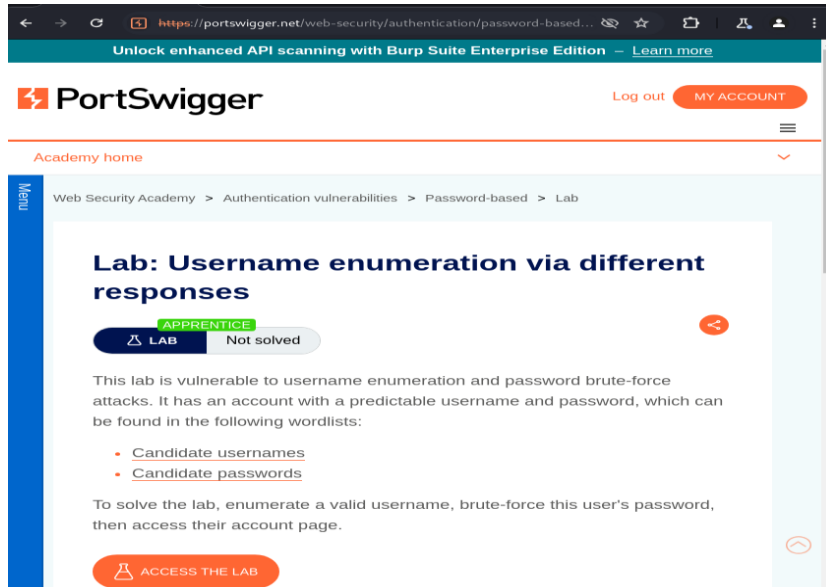 https://portswigger.net/web-security/authentication/password-based...
Unlock enhanced API scanning with Burp Suite Enterprise Edition – Learn more
PortSwigger
Log out
MY ACCOUNT
Academy home
Menu
Web Security Academy > Authentication vulnerabilities > Password-based > Lab
Lab: Username enumeration via different
responses
APPRENTICE
LAB
Not solved
This lab is vulnerable to username enumeration and password brute-force
attacks. It has an account with a predictable username and password, which can
be found in the following wordlists:
• Candidate usernames
• Candidate passwords
To solve the lab, enumerate a valid username, brute-force this user's password,
then access their account page.
ACCESS THE LAB